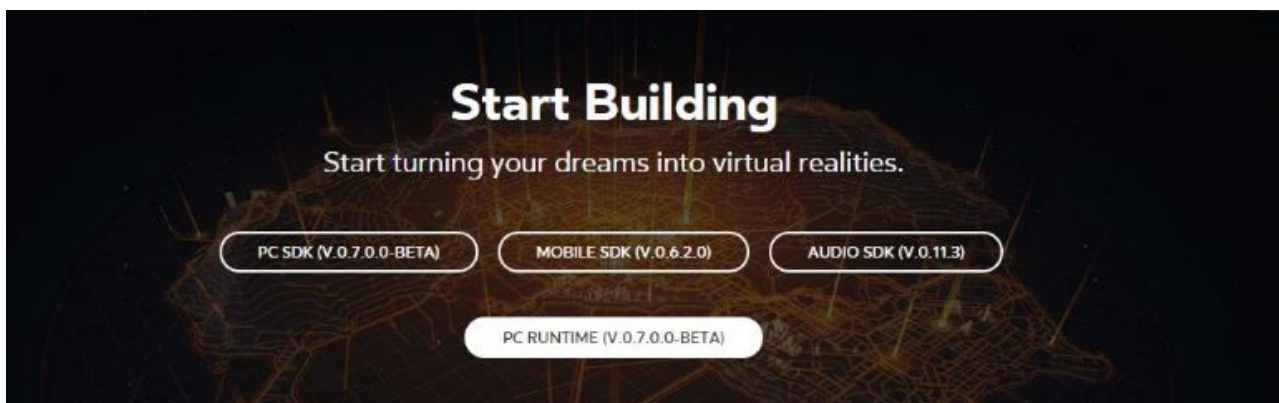 Start Building
Start turning your dreams into virtual realities.
PC SDK (V.0.7.0.0-BETA) MOBILE SDK (V.0.6.2.0) AUDIO SDK (V.0.11.3)
PC RUNTIME (V.0.7.0.0-BETA)